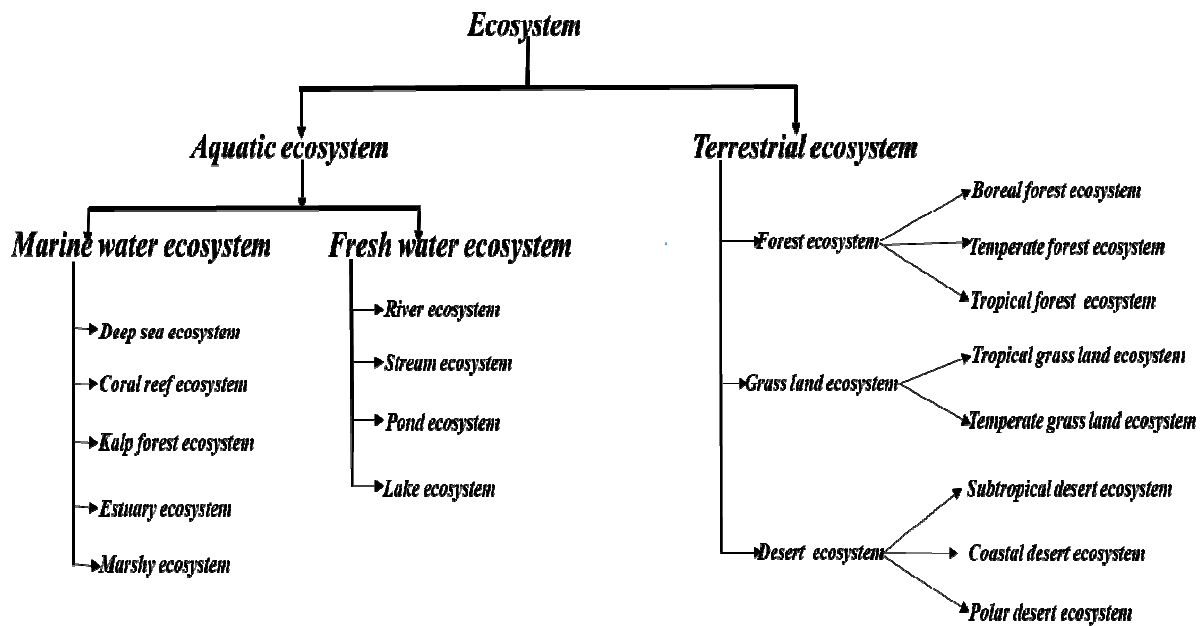 Ecosystem
Aquatic ecosystem
Terrestrial ecosystem
Marine water ecosystem
Fresh water ecosystem
Deep sea ecosystem
Coral reef ecosystem
Kalp forest ecosystem
Estuary ecosystem
Marshy ecosystem
River ecosystem
Stream ecosystem
Pond ecosystem
Lake ecosystem
Forest ecosystem
Boreal forest ecosystem
Temperate forest ecosystem
Tropical forest ecosystem
Grass land ecosystem
Tropical grass land ecosystem
Temperate grass land ecosystem
Desert ecosystem
Subtropical desert ecosystem
Coastal desert ecosystem
Polar desert ecosystem